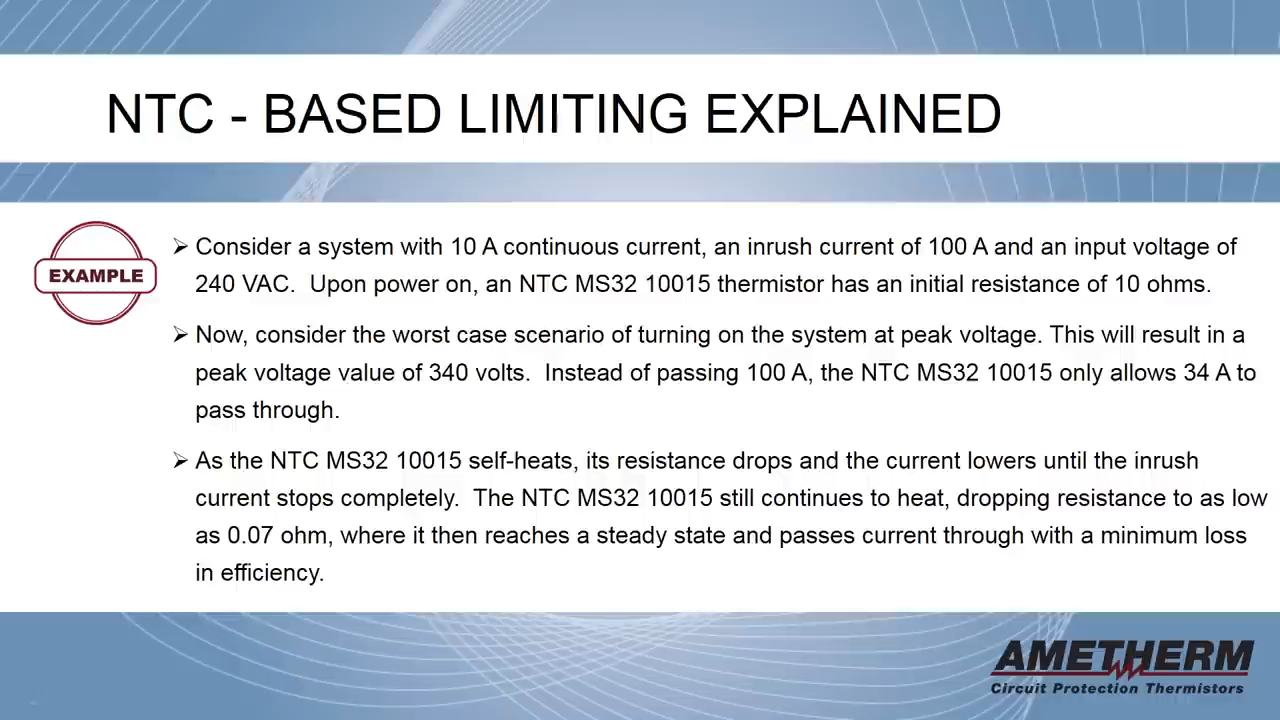 NTC - BASED LIMITING EXPLAINED
EXAMPLE
➢ Consider a system with 10 A continuous current, an inrush current of 100 A and an input voltage of
240 VAC.  Upon power on, an NTC MS32 10015 thermistor has an initial resistance of 10 ohms.
➢ Now, consider the worst case scenario of turning on the system at peak voltage. This will result in a
peak voltage value of 340 volts.  Instead of passing 100 A, the NTC MS32 10015 only allows 34 A to
pass through.
➢ As the NTC MS32 10015 self-heats, its resistance drops and the current lowers until the inrush
current stops completely.  The NTC MS32 10015 still continues to heat, dropping resistance to as low
as 0.07 ohm, where it then reaches a steady state and passes current through with a minimum loss
in efficiency.
AMETHERM
Circuit Protection Thermistors